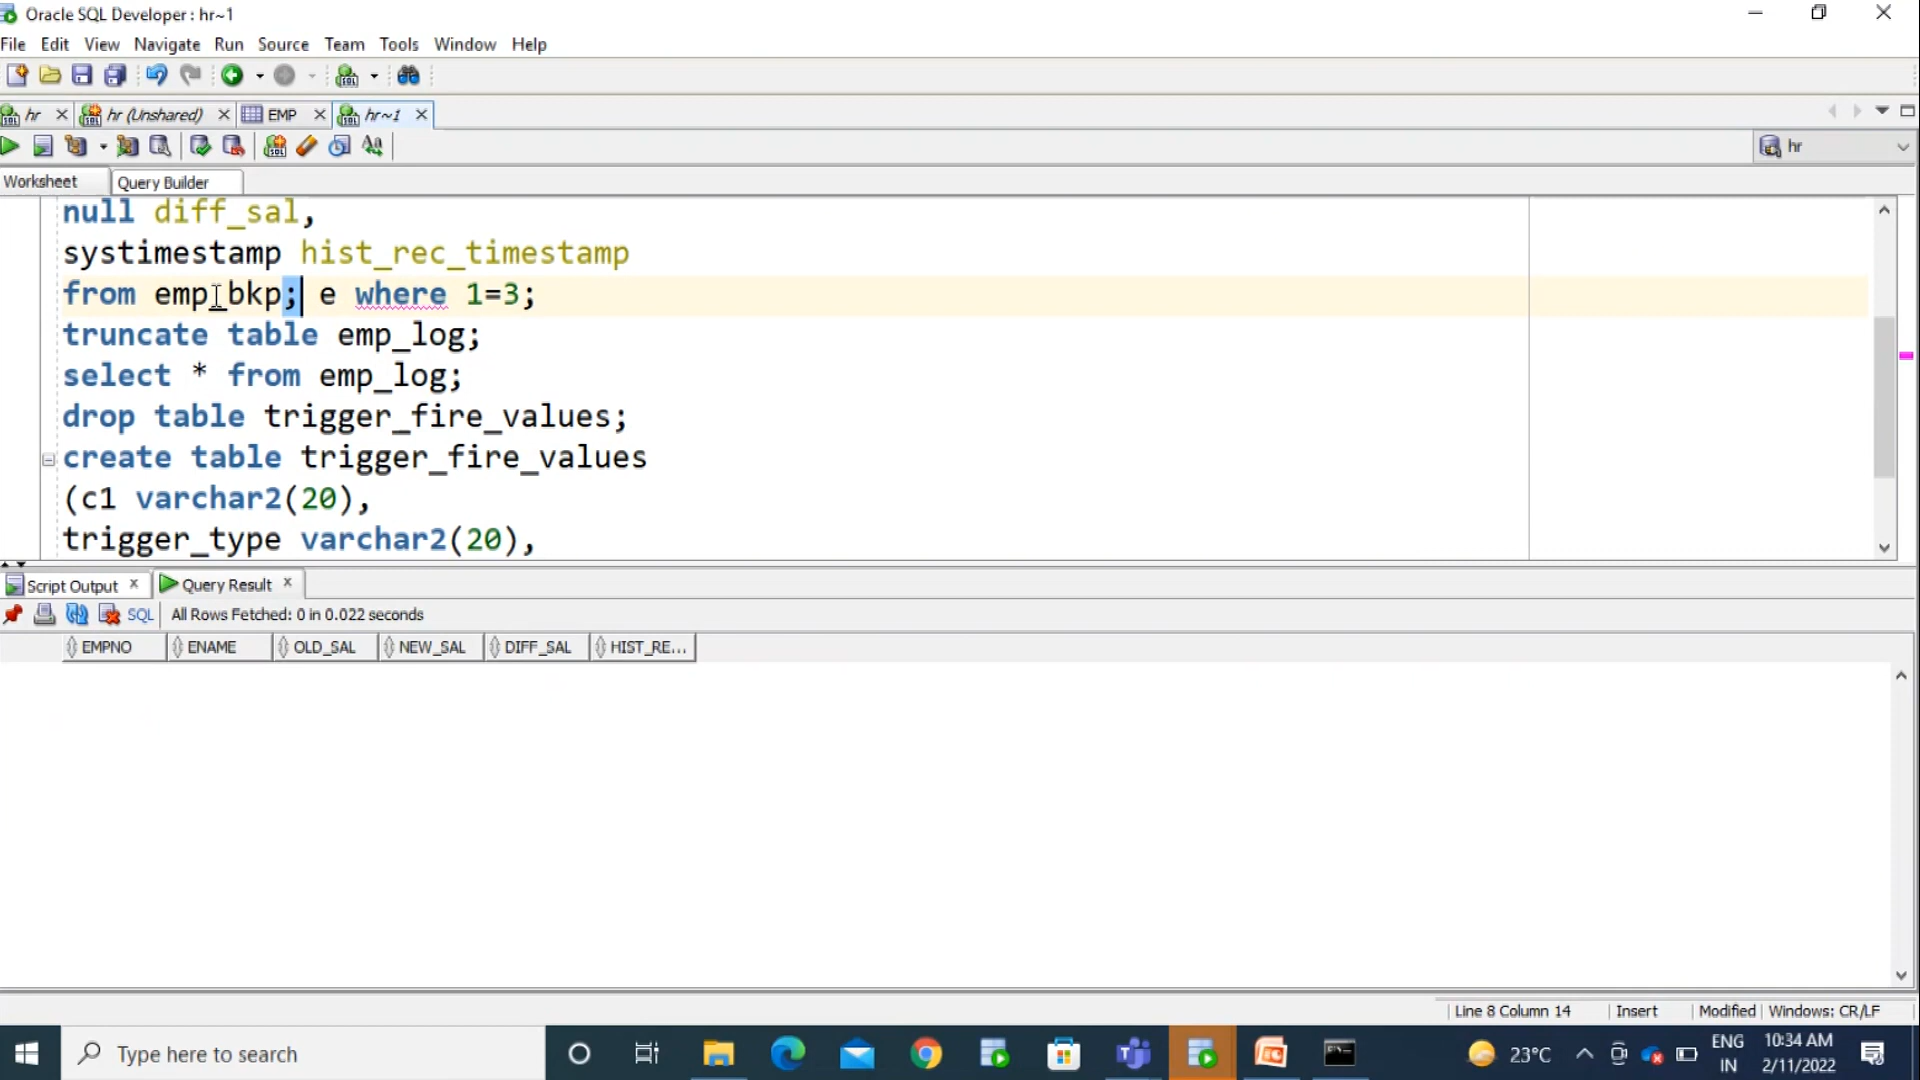 Oracle SQL Developer : hr~1
File Edit View Navigate Run Source Team Tools Window Help
hr hr (Unshared) EMP hr~1
hr
Worksheet Query Builder
null diff_sal,
systimestamp hist_rec_timestamp
from emp_bkp; e where 1=3;
truncate table emp_log;
select * from emp_log;
drop table trigger_fire_values;
create table trigger_fire_values
(c1 varchar2(20),
trigger_type varchar2(20),
Script Output Query Result
SQL All Rows Fetched: 0 in 0.022 seconds
EMPNO ENAME OLD_SAL NEW_SAL DIFF_SAL HIST_RE...
Line 8 Column 14 Insert Modified Windows: CR/LF
Type here to search
23°C
ENG
IN
10:34 AM
2/11/2022